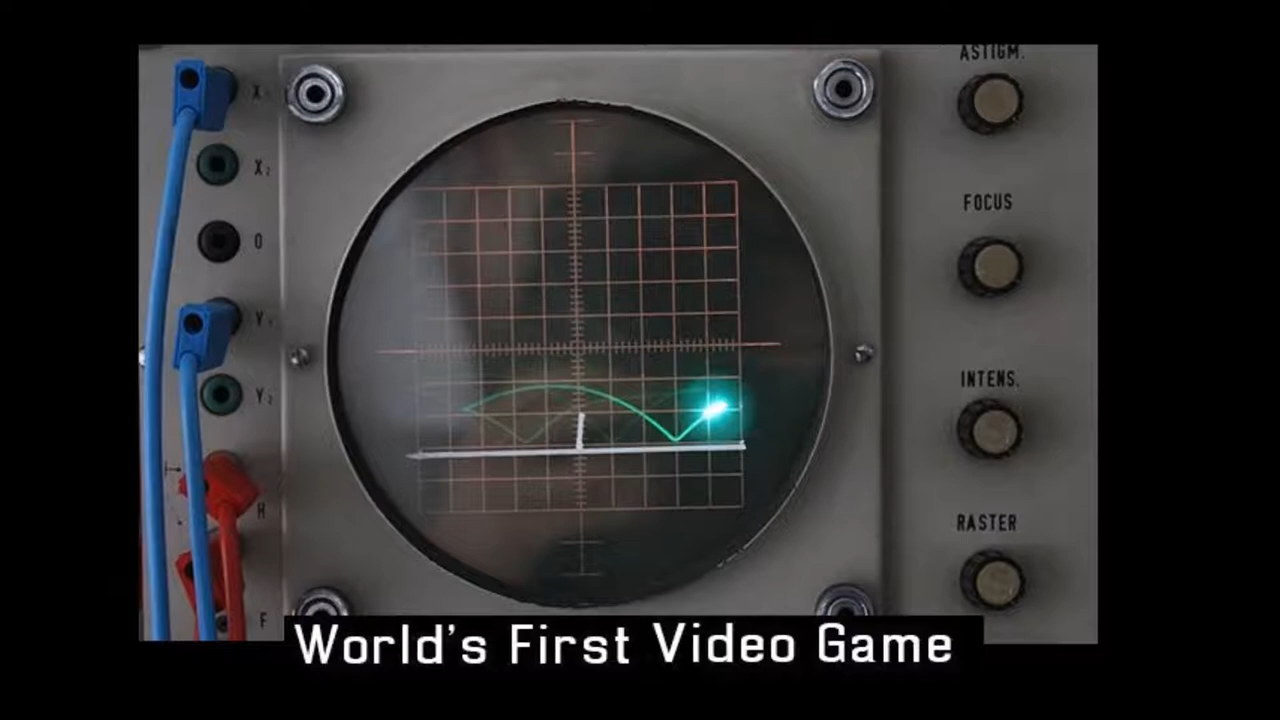 ASTIGM.
X₁
X₂
FOCUS
0
Y₁
INTENS.
Y₂
H
RASTER
F
World's First Video Game